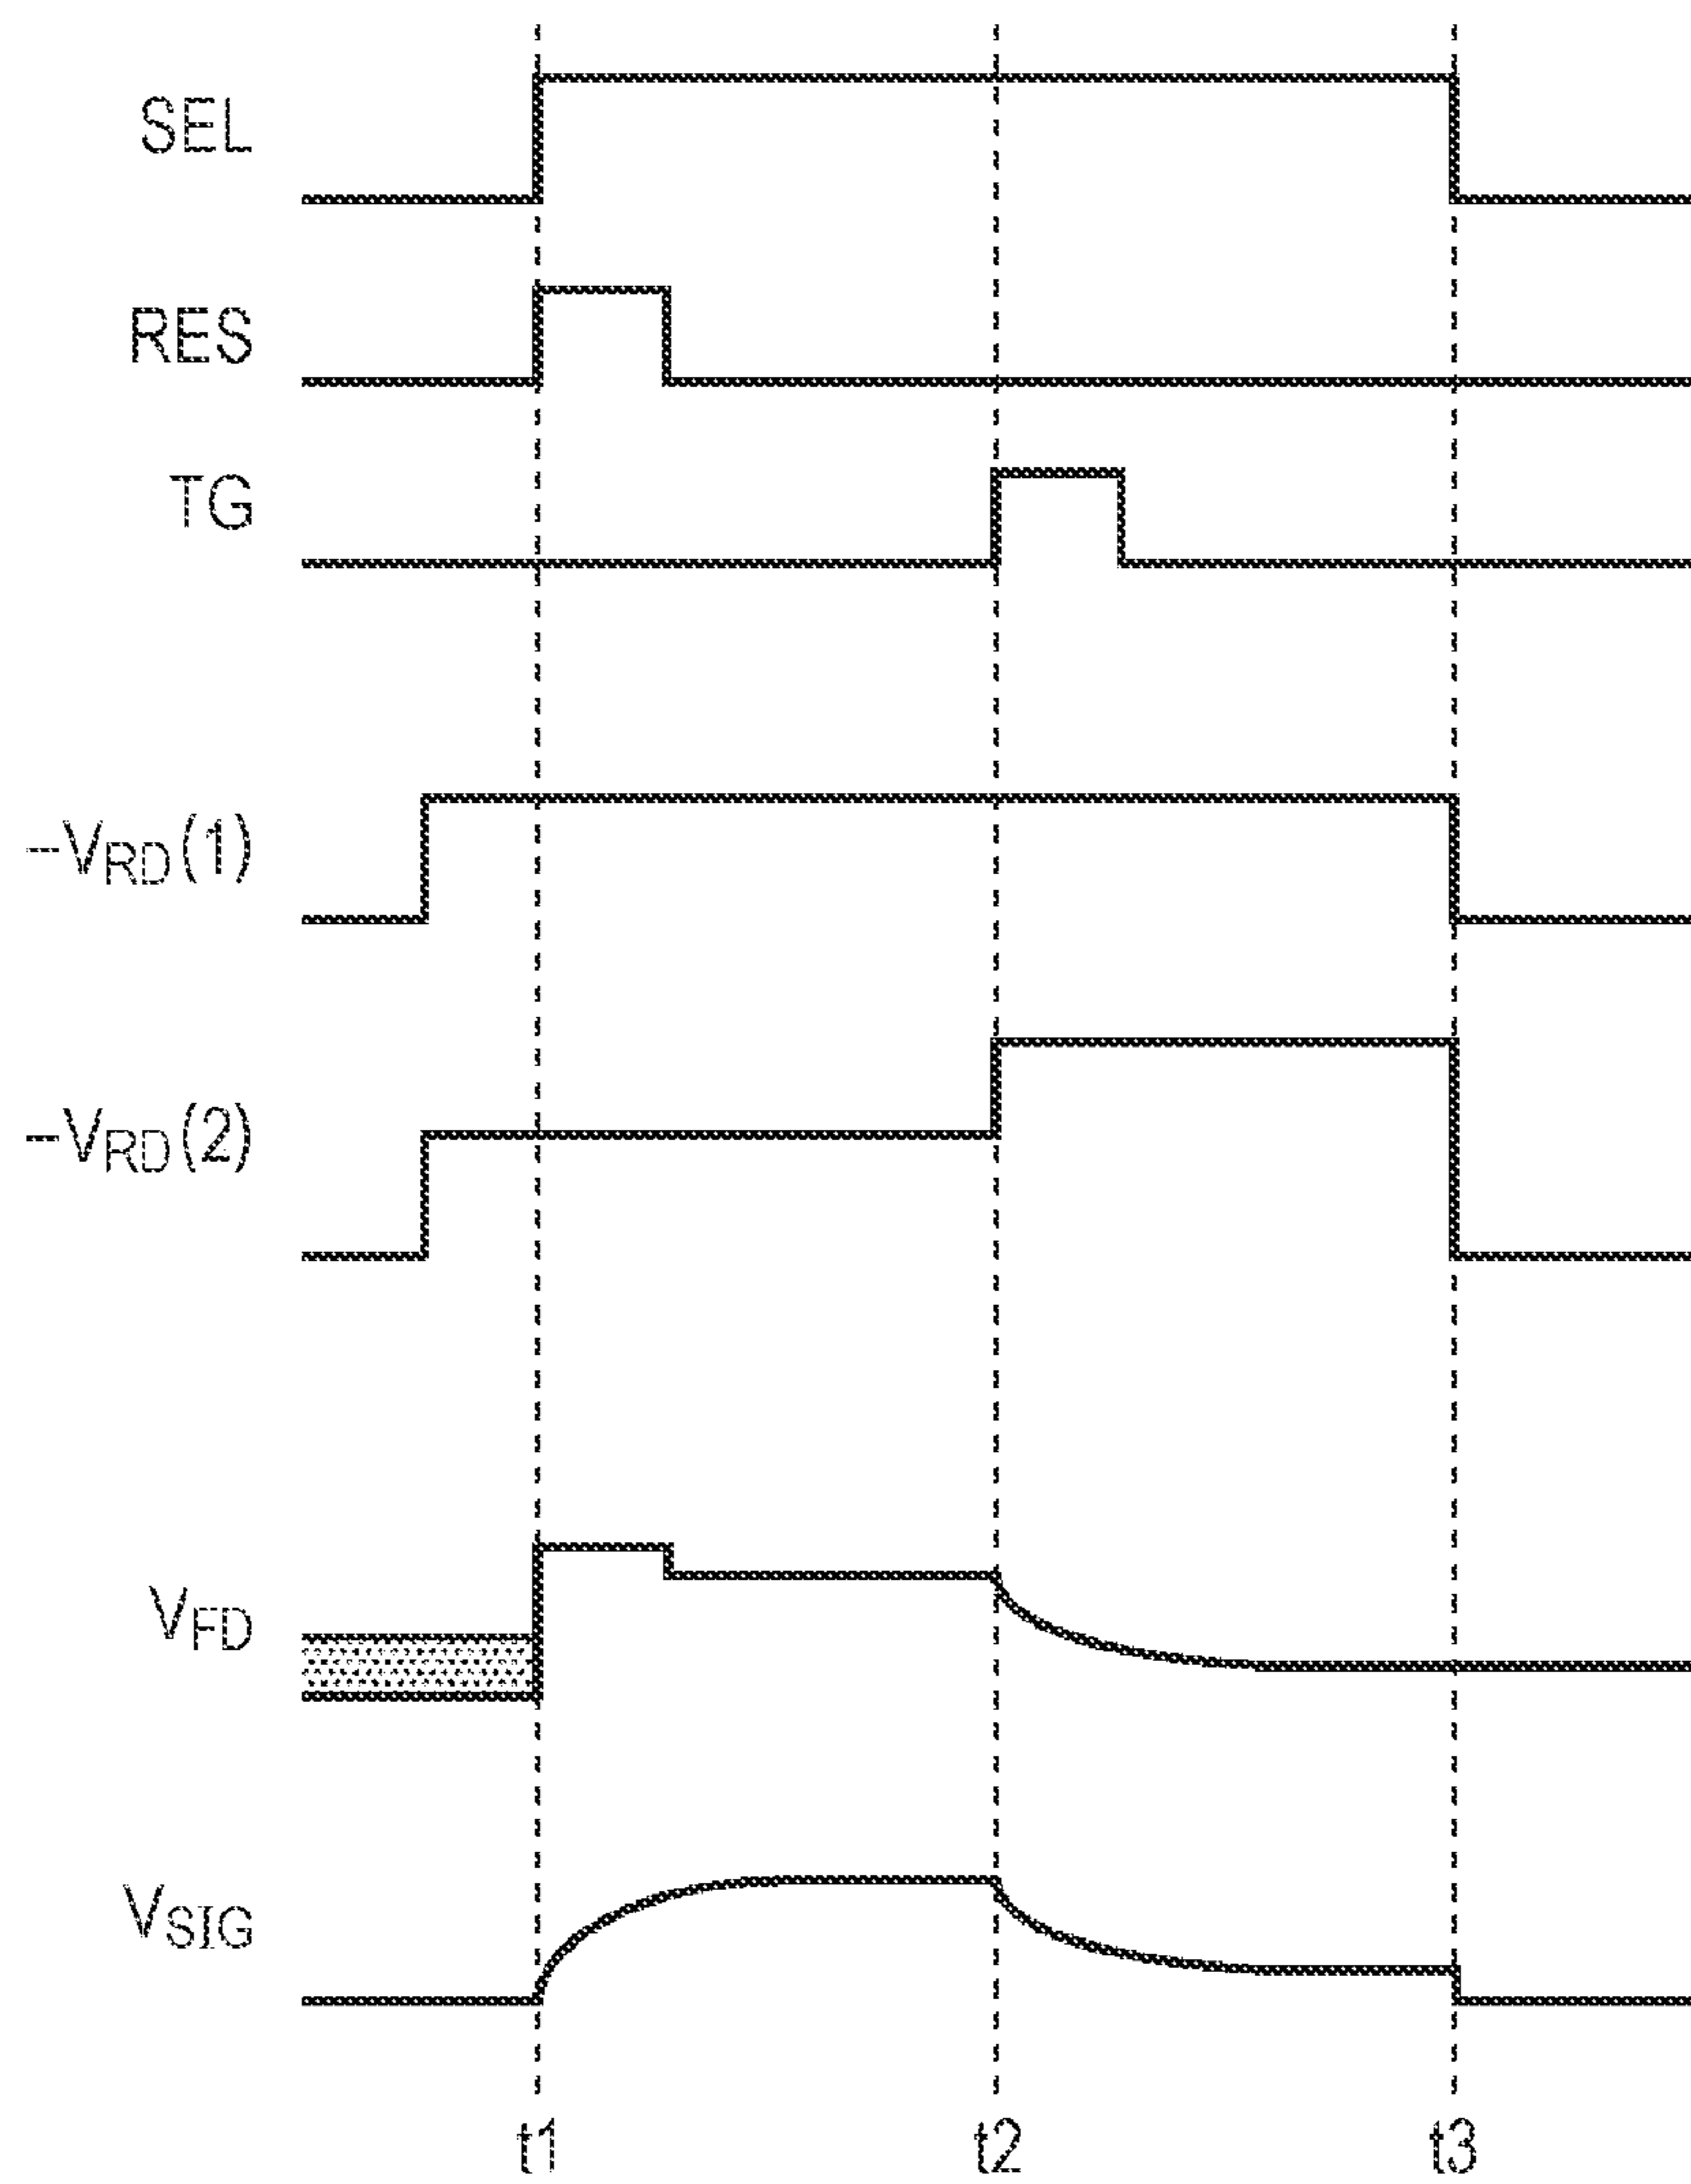 SEL
RES
TG
-VRD(1)
-VRD(2)
VFD
VSIG
t1 t2 t3